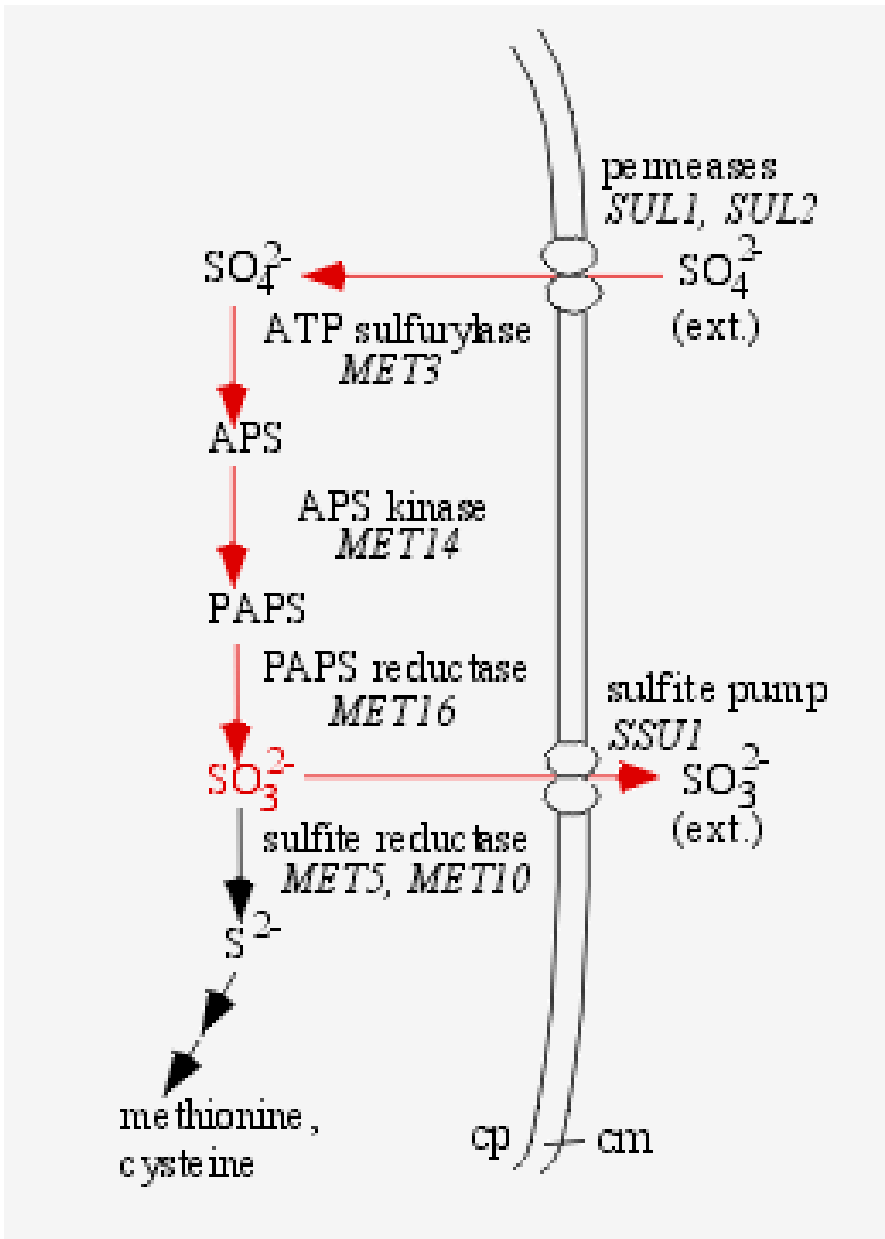 permeases
SUL1, SUL2
SO₄²⁻
SO₄²⁻
(ext.)
ATP sulfurylase
MET3
APS
APS kinase
MET14
PAPS
PAPS reductase
MET16
sulfite pump
SSU1
SO₃²⁻
SO₃²⁻
(ext.)
sulfite reductase
MET5, MET10
S²⁻
methionine,
cysteine
cp
cm